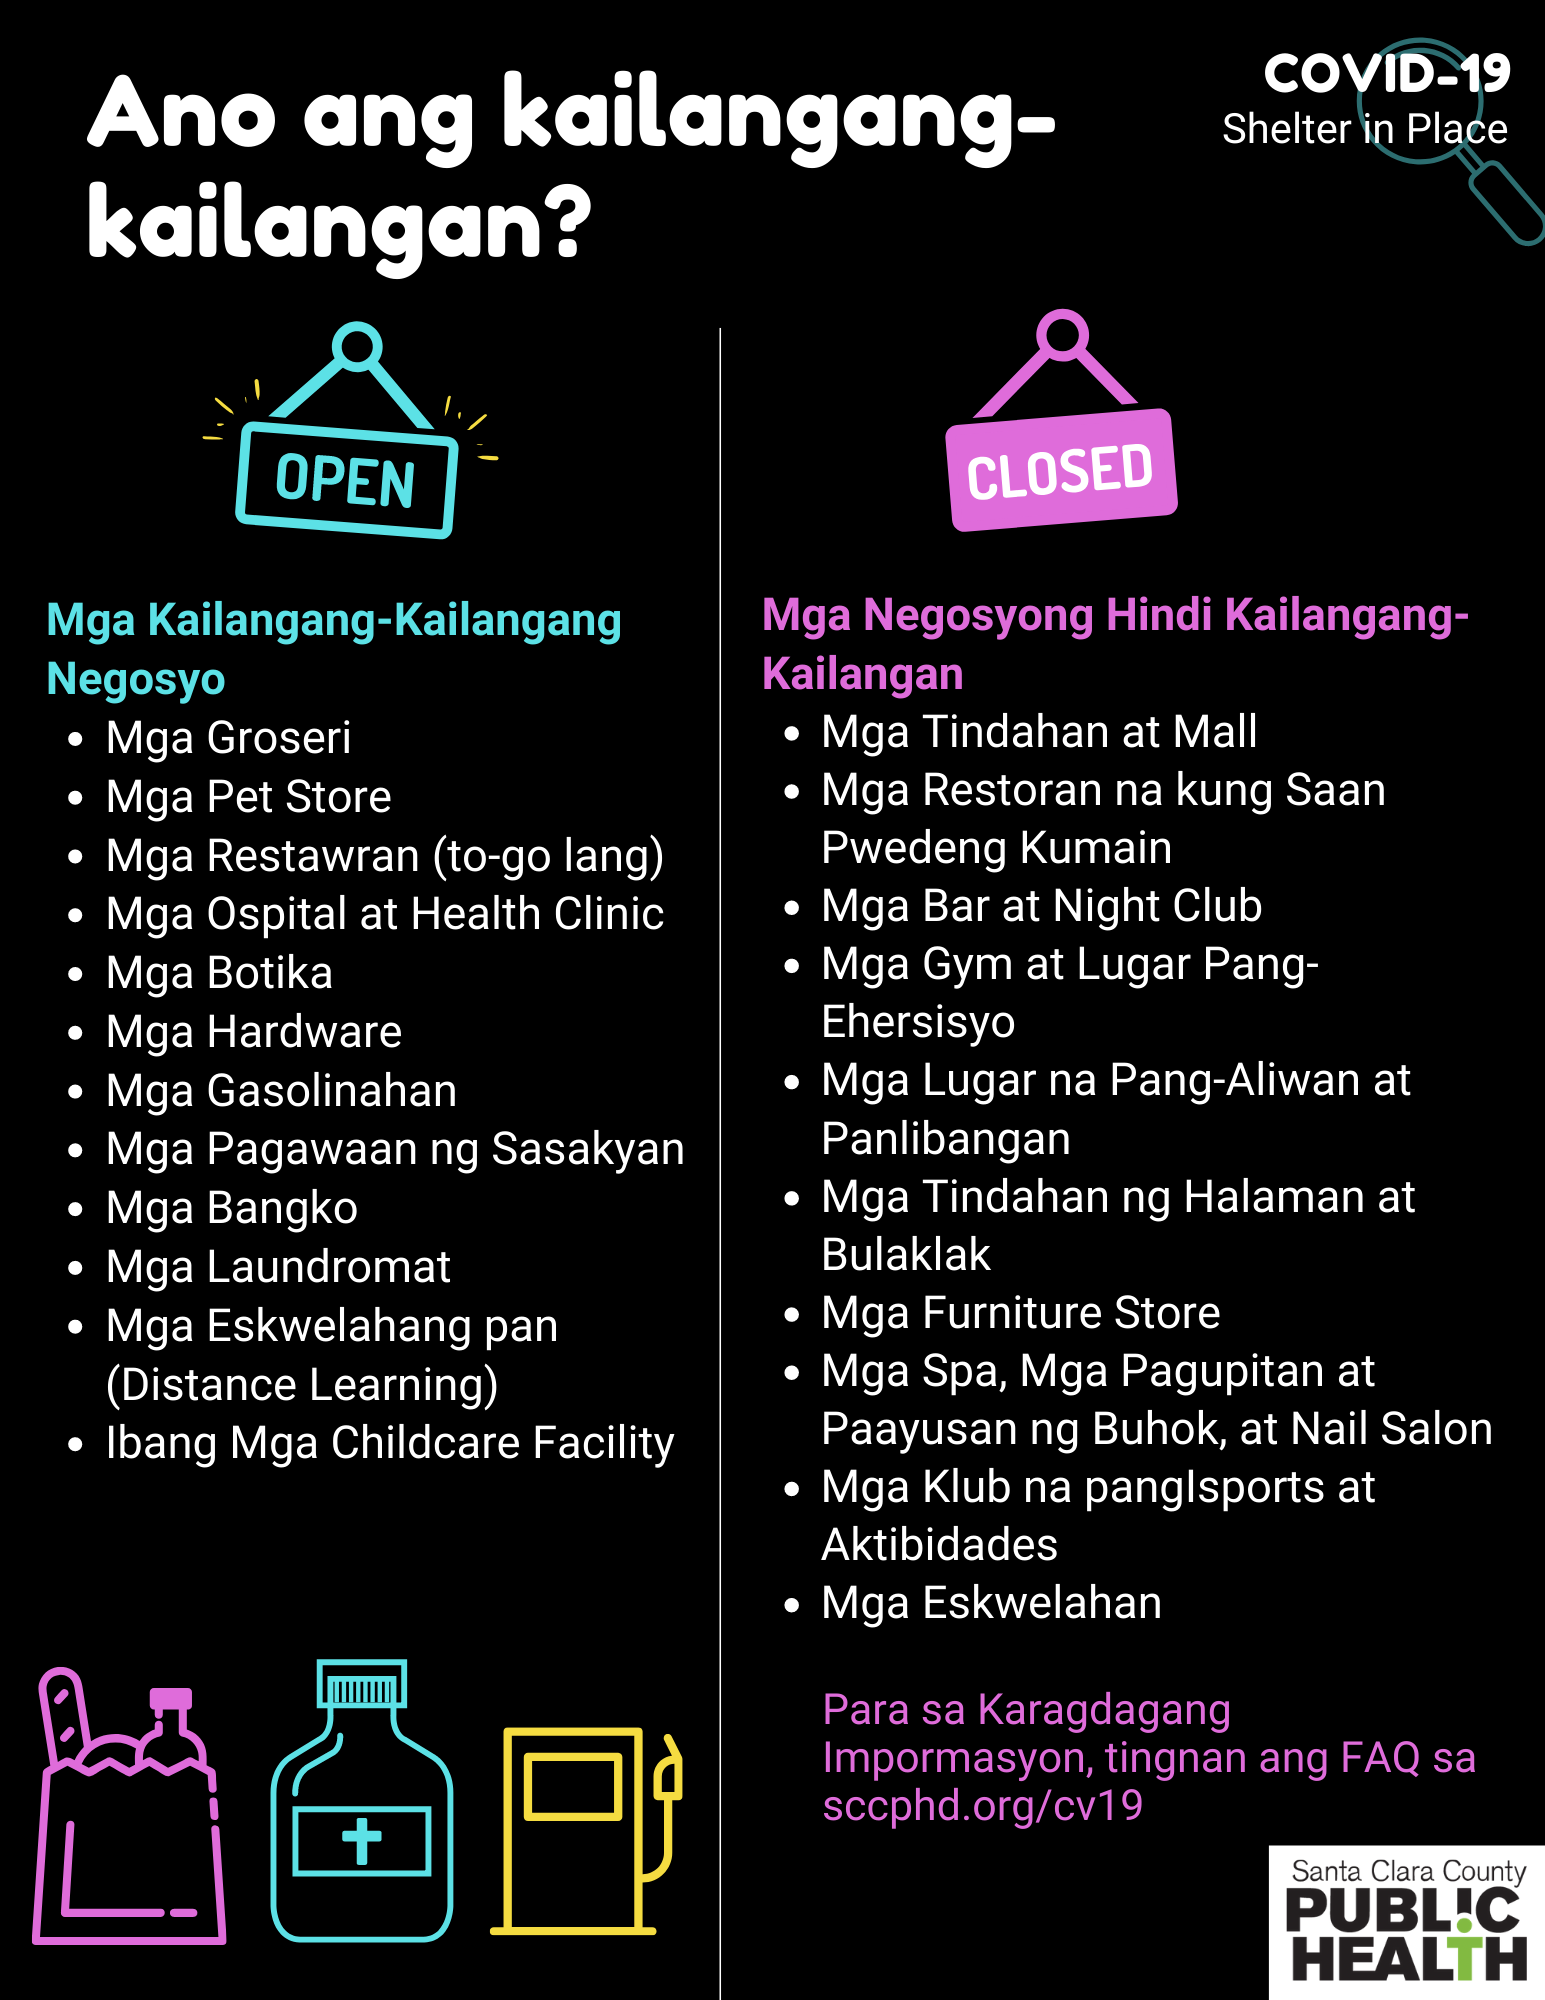 Ano ang kailangang-
kailangan?
COVID-19
Shelter in Place
OPEN
Mga Kailangang-Kailangang
Negosyo
• Mga Groseri
• Mga Pet Store
• Mga Restawran (to-go lang)
• Mga Ospital at Health Clinic
• Mga Botika
• Mga Hardware
• Mga Gasolinahan
• Mga Pagawaan ng Sasakyan
• Mga Bangko
• Mga Laundromat
• Mga Eskwelahang pan
(Distance Learning)
• Ibang Mga Childcare Facility
CLOSED
Mga Negosyong Hindi Kailangang-
Kailangan
• Mga Tindahan at Mall
• Mga Restoran na kung Saan
Pwedeng Kumain
• Mga Bar at Night Club
• Mga Gym at Lugar Pang-
Ehersisyo
• Mga Lugar na Pang-Aliwan at
Panlibangan
• Mga Tindahan ng Halaman at
Bulaklak
• Mga Furniture Store
• Mga Spa, Mga Pagupitan at
Paayusan ng Buhok, at Nail Salon
• Mga Klub na pangIsports at
Aktibidades
• Mga Eskwelahan
Para sa Karagdagang
Impormasyon, tingnan ang FAQ sa
sccphd.org/cv19
Santa Clara County
PUBLIC
HEALTH